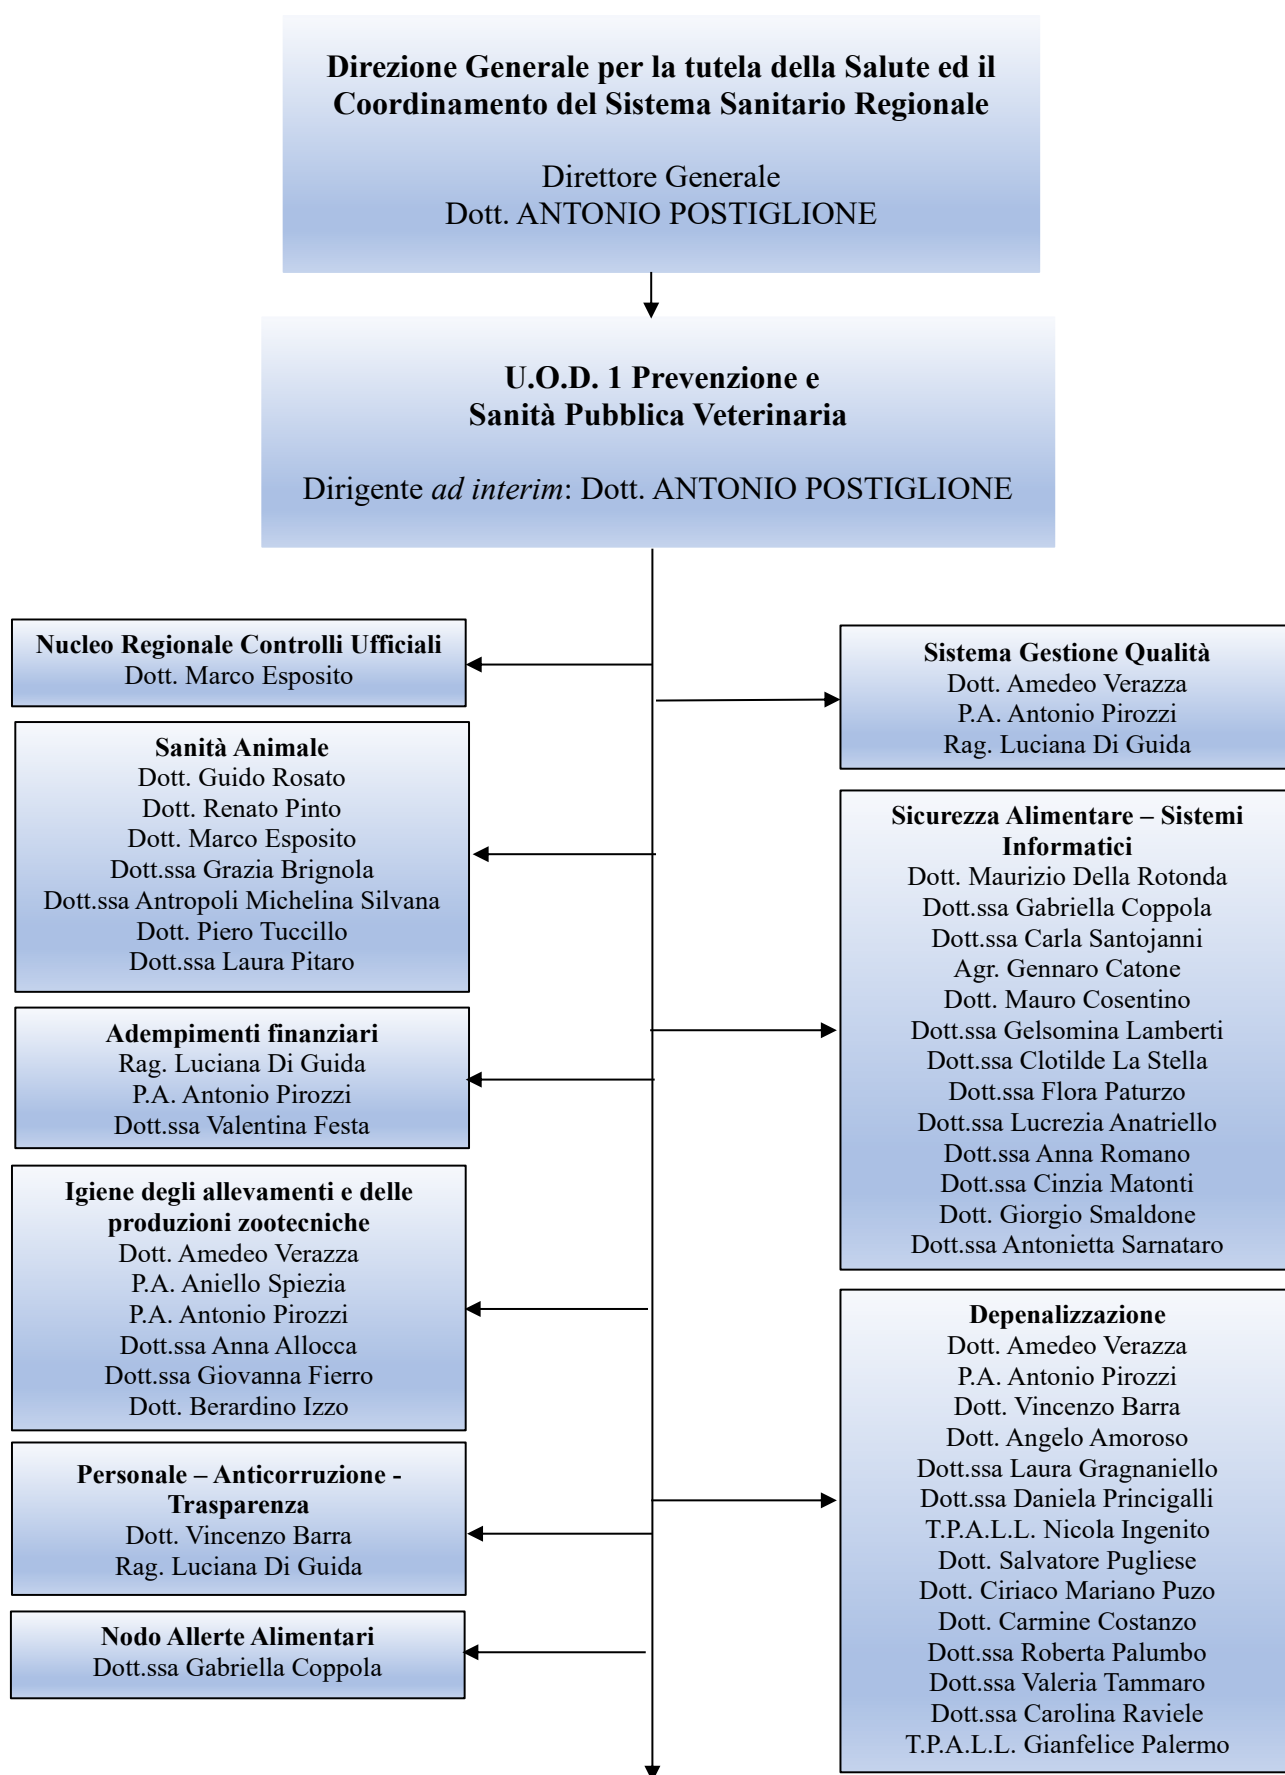 Direzione Generale per la tutela della Salute ed il
Coordinamento del Sistema Sanitario Regionale
Direttore Generale
Dott. ANTONIO POSTIGLIONE
U.O.D. 1 Prevenzione e
Sanità Pubblica Veterinaria
Dirigente ad interim: Dott. ANTONIO POSTIGLIONE
Nucleo Regionale Controlli Ufficiali
Dott. Marco Esposito
Sanità Animale
Dott. Guido Rosato
Dott. Renato Pinto
Dott. Marco Esposito
Dott.ssa Grazia Brignola
Dott.ssa Antropoli Michelina Silvana
Dott. Piero Tuccillo
Dott.ssa Laura Pitaro
Adempimenti finanziari
Rag. Luciana Di Guida
P.A. Antonio Pirozzi
Dott.ssa Valentina Festa
Igiene degli allevamenti e delle
produzioni zootecniche
Dott. Amedeo Verazza
P.A. Aniello Spiezia
P.A. Antonio Pirozzi
Dott.ssa Anna Allocca
Dott.ssa Giovanna Fierro
Dott. Berardino Izzo
Personale – Anticorruzione -
Trasparenza
Dott. Vincenzo Barra
Rag. Luciana Di Guida
Nodo Allerte Alimentari
Dott.ssa Gabriella Coppola
Sistema Gestione Qualità
Dott. Amedeo Verazza
P.A. Antonio Pirozzi
Rag. Luciana Di Guida
Sicurezza Alimentare – Sistemi
Informatici
Dott. Maurizio Della Rotonda
Dott.ssa Gabriella Coppola
Dott.ssa Carla Santojanni
Agr. Gennaro Catone
Dott. Mauro Cosentino
Dott.ssa Gelsomina Lamberti
Dott.ssa Clotilde La Stella
Dott.ssa Flora Paturzo
Dott.ssa Lucrezia Anatriello
Dott.ssa Anna Romano
Dott.ssa Cinzia Matonti
Dott. Giorgio Smaldone
Dott.ssa Antonietta Sarnataro
Depenalizzazione
Dott. Amedeo Verazza
P.A. Antonio Pirozzi
Dott. Vincenzo Barra
Dott. Angelo Amoroso
Dott.ssa Laura Gragnaniello
Dott.ssa Daniela Princigalli
T.P.A.L.L. Nicola Ingenito
Dott. Salvatore Pugliese
Dott. Ciriaco Mariano Puzo
Dott. Carmine Costanzo
Dott.ssa Roberta Palumbo
Dott.ssa Valeria Tammaro
Dott.ssa Carolina Raviele
T.P.A.L.L. Gianfelice Palermo